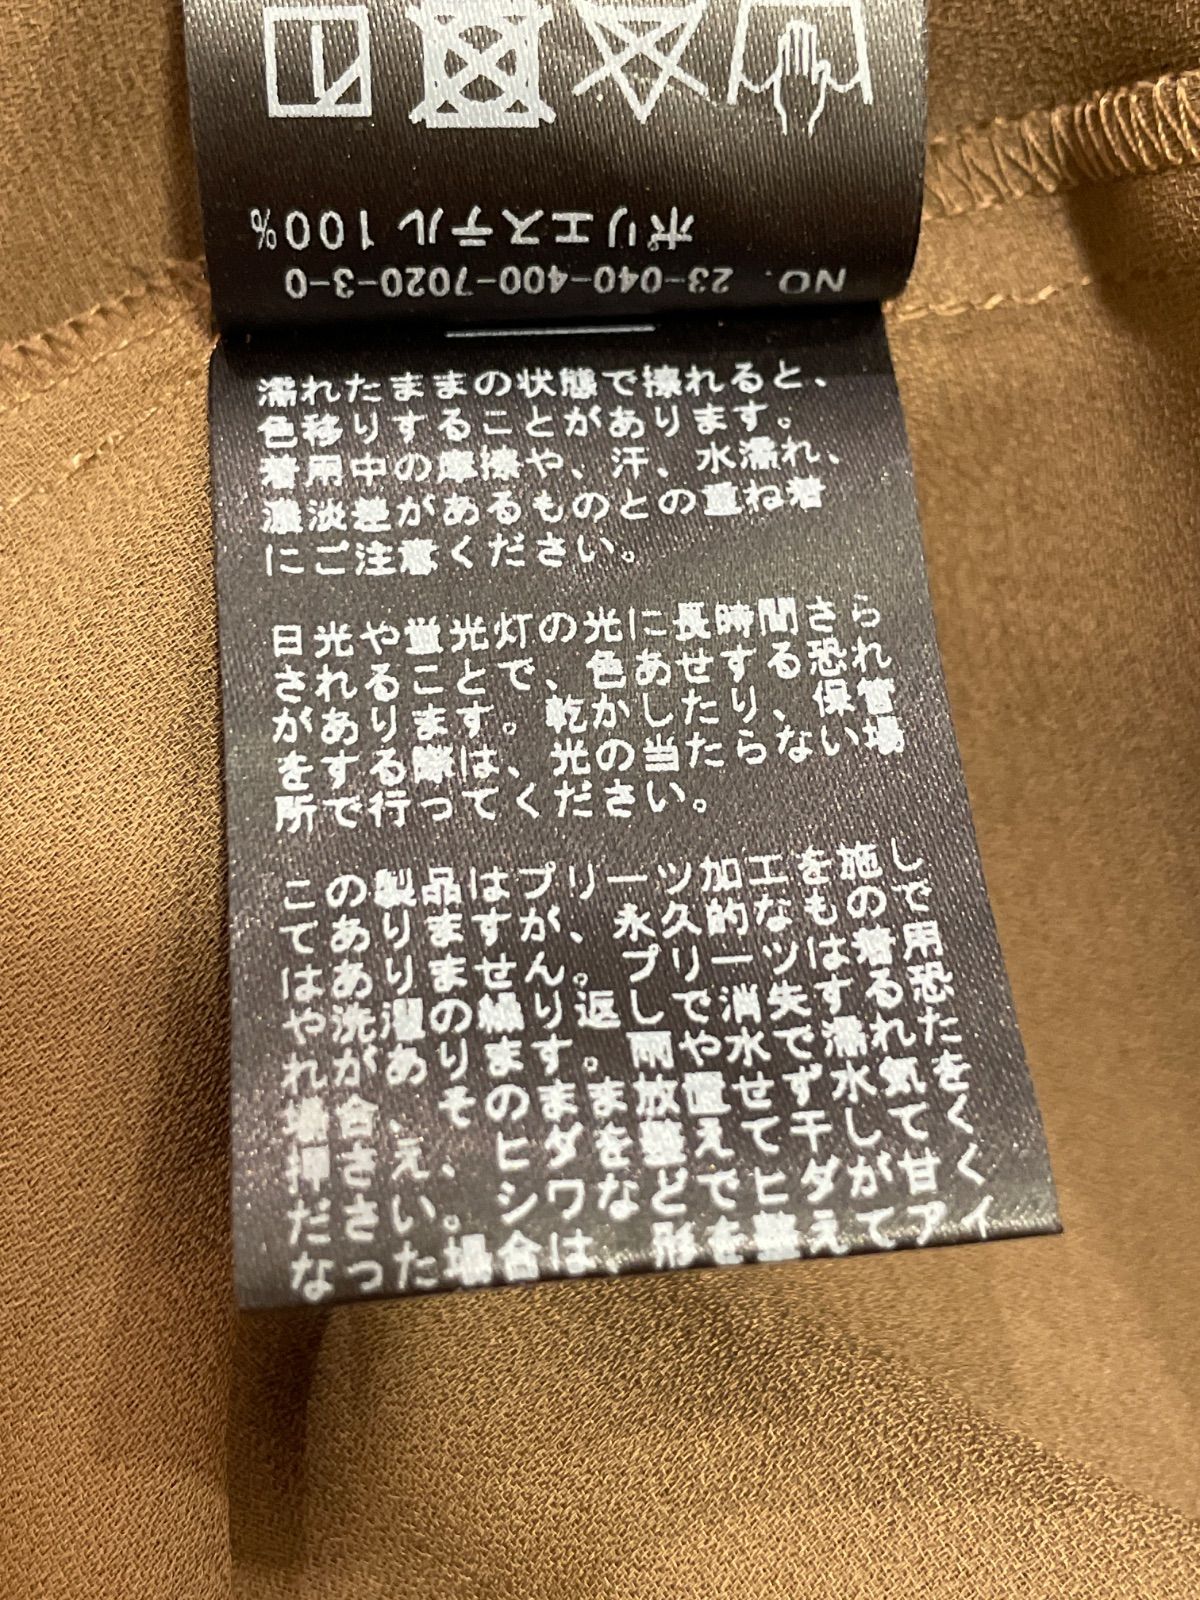 ポリエステル 100%
NO. 23-040-400-7020-3-0
濡れたままの状態で擦れると、
色移りすることがあります。
着用中の摩擦や、汗、水濡れ、
濃淡差があるものとの重ね着
にご注意ください。
日光や蛍光灯の光に長時間さら
されることで、色あせする恐れ
があります。乾かしたり、保管
をする際は、光の当たらない場
所で行ってください。
この製品はプリーツ加工を施し
てありますが、永久的なもので
はありません。プリーツは着用
や洗濯の繰り返しで消失する恐
れがあります。雨や水で濡れた
場合、そのまま放置せず水気を
押さえ、ヒダを整えて干してく
ださい。シワなどでヒダが甘く
なった場合は、形を整えてアイ